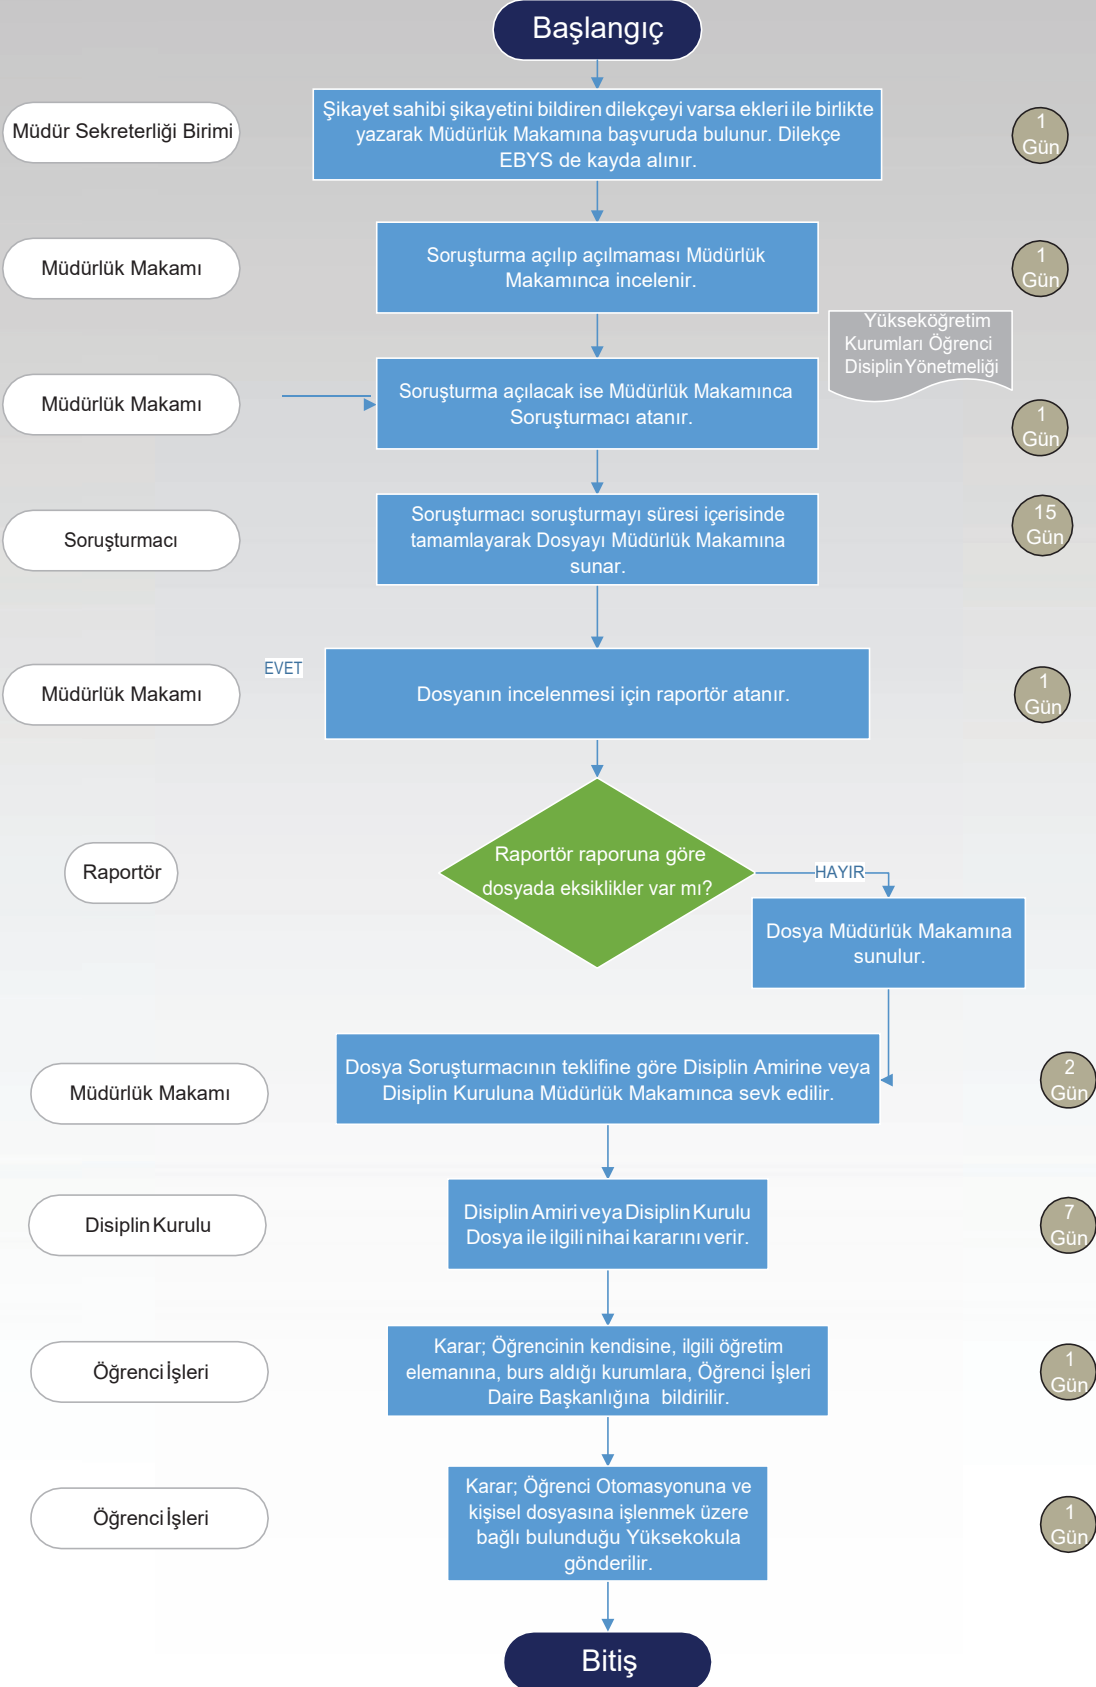 Başlangıç
Müdür Sekreterliği Birimi
Şikayet sahibi şikayetini bildiren dilekçeyi varsa ekleri ile birlikte
yazarak Müdürlük Makamına başvuruda bulunur. Dilekçe
EBYS de kayda alınır.
1
Gün
Müdürlük Makamı
Soruşturma açılıp açılmaması Müdürlük
Makamınca incelenir.
1
Gün
Yükseköğretim
Kurumları Öğrenci
Disiplin Yönetmeliği
Müdürlük Makamı
Soruşturma açılacak ise Müdürlük Makamınca
Soruşturmacı atanır.
1
Gün
Soruşturmacı
Soruşturmacı soruşturmayı süresi içerisinde
tamamlayarak Dosyayı Müdürlük Makamına
sunar.
15
Gün
Müdürlük Makamı
EVET
Dosyanın incelenmesi için raportör atanır.
1
Gün
Raportör
Raportör raporuna göre
dosyada eksiklikler var mı?
HAYIR
Dosya Müdürlük Makamına
sunulur.
Müdürlük Makamı
Dosya Soruşturmacının teklifine göre Disiplin Amirine veya
Disiplin Kuruluna Müdürlük Makamınca sevk edilir.
2
Gün
Disiplin Kurulu
Disiplin Amiri veya Disiplin Kurulu
Dosya ile ilgili nihai kararını verir.
7
Gün
Öğrenci İşleri
Karar; Öğrencinin kendisine, ilgili öğretim
elemanına, burs aldığı kurumlara, Öğrenci İşleri
Daire Başkanlığına bildirilir.
1
Gün
Öğrenci İşleri
Karar; Öğrenci Otomasyonuna ve
kişisel dosyasına işlenmek üzere
bağlı bulunduğu Yüksekokula
gönderilir.
1
Gün
Bitiş